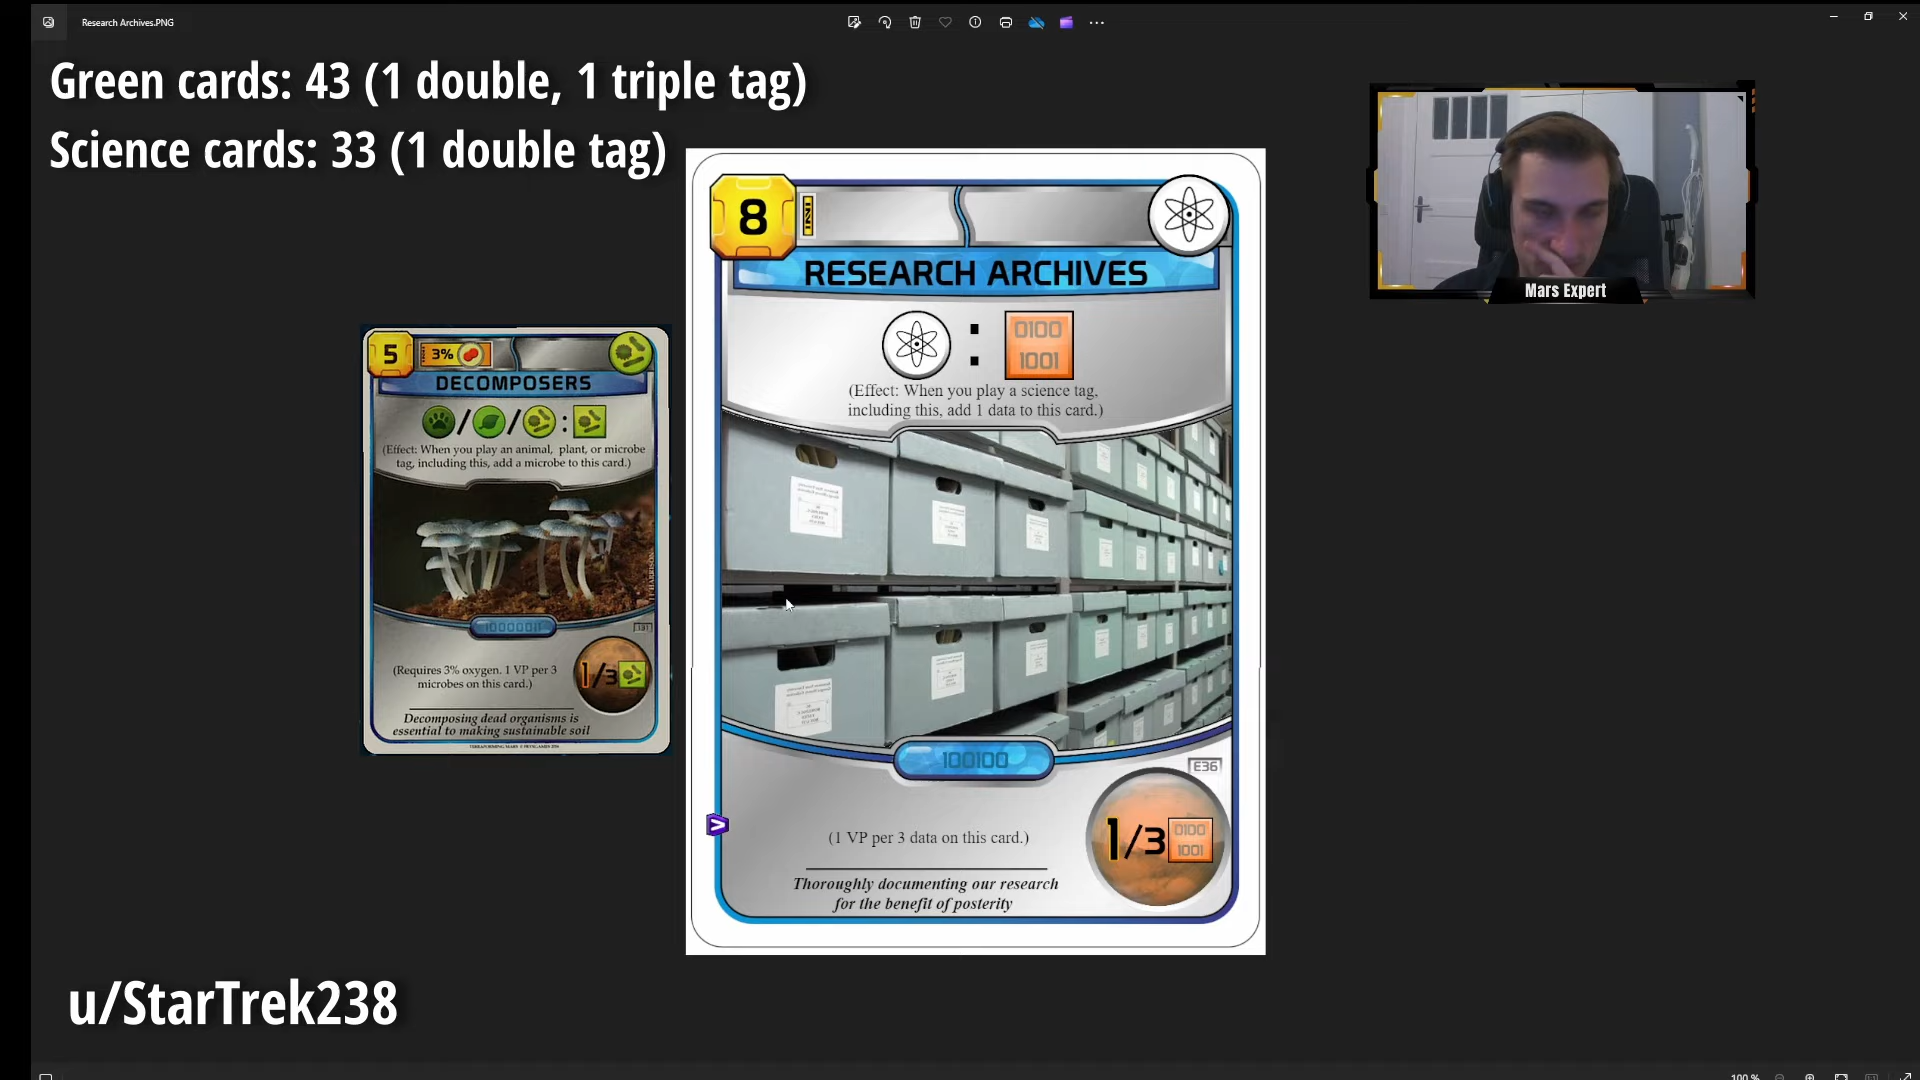 Research Archives.PNG
Green cards: 43 (1 double, 1 triple tag)
Science cards: 33 (1 double tag)
Mars Expert
5
3%
DECOMPOSERS
(Effect: When you play an animal, plant, or microbe
tag, including this, add a microbe to this card.)
(Requires 3% oxygen. 1 VP per 3
microbes on this card.)
1/3
Decomposing dead organisms is
essential to making sustainable soil
8
RESEARCH ARCHIVES
:
0100
1001
(Effect: When you play a science tag,
including this, add 1 data to this card.)
100100
E36
(1 VP per 3 data on this card.)
1/3
0100
1001
Thoroughly documenting our research
for the benefit of posterity
u/StarTrek238
100 %